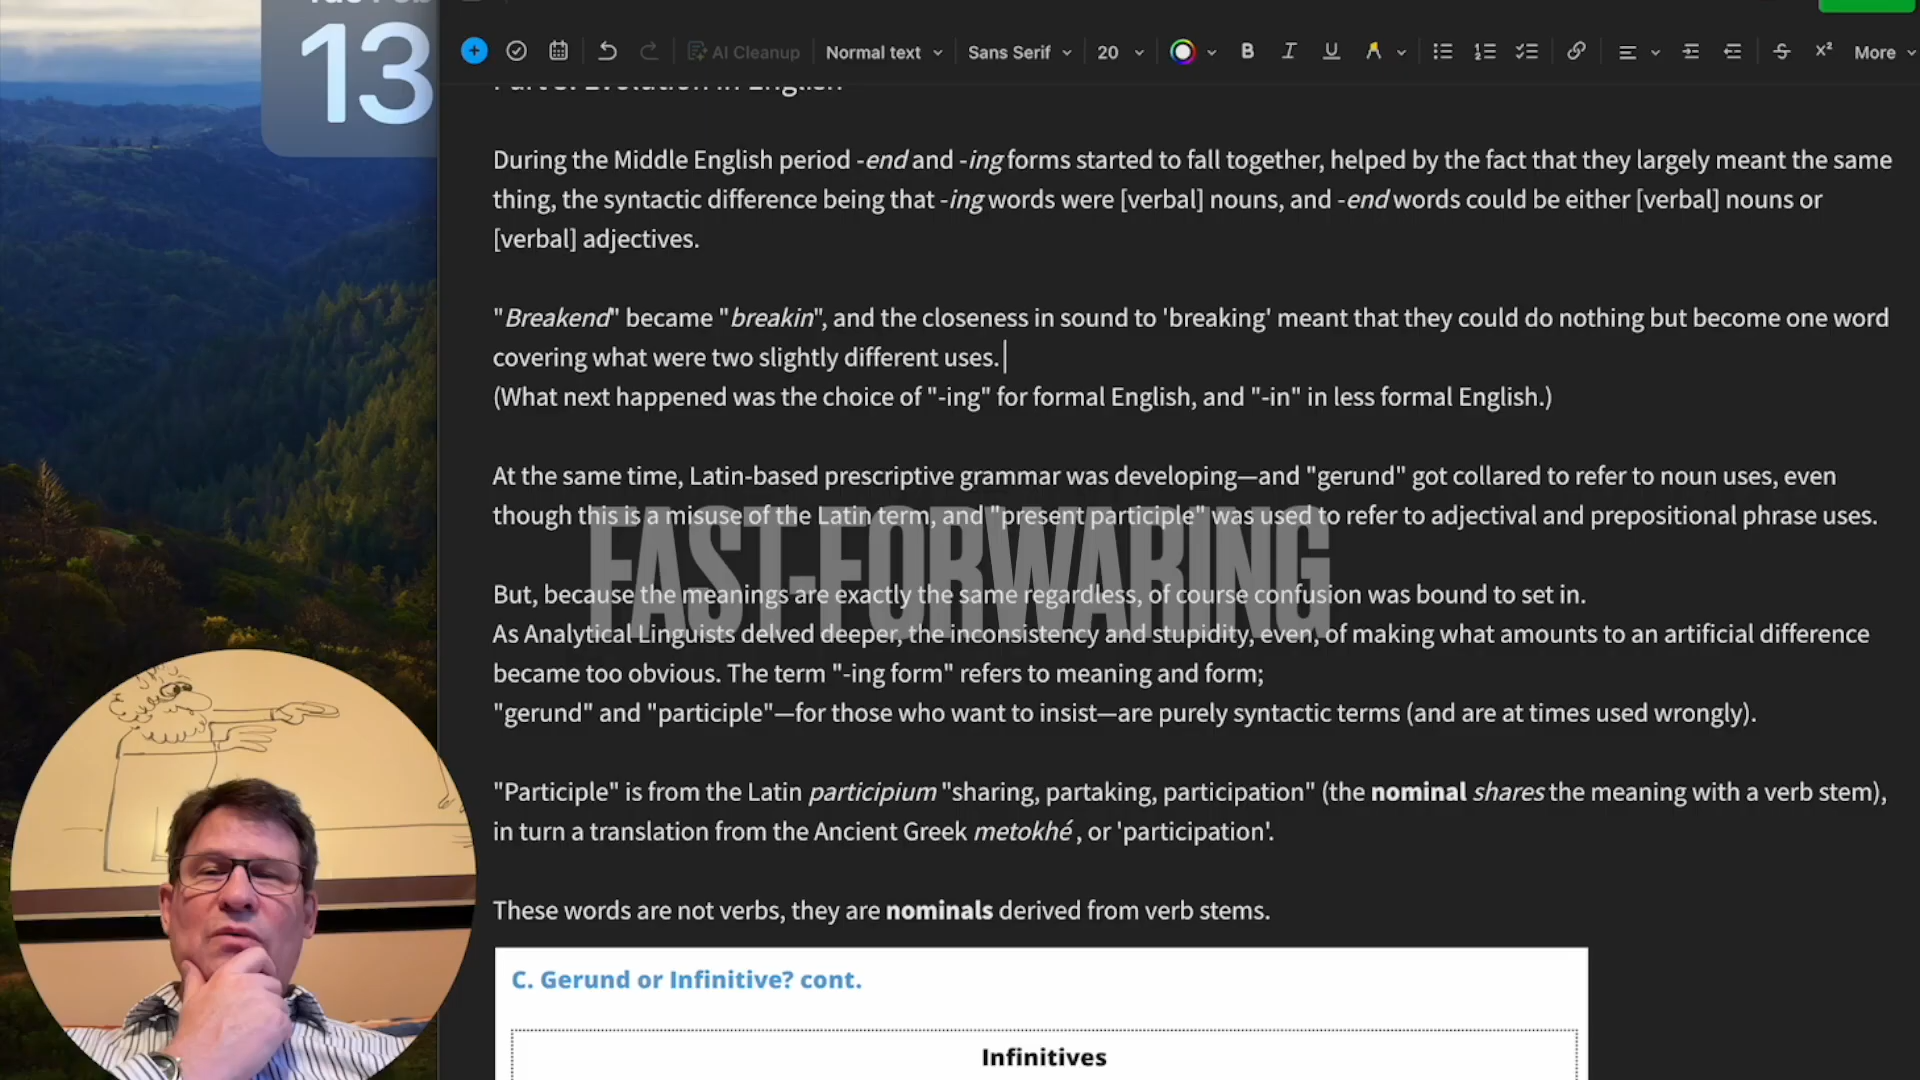 Tue Feb
13
AI Cleanup
Normal text
Sans Serif
20
B I U A
More
Part 3: Evolution in English
During the Middle English period -end and -ing forms started to fall together, helped by the fact that they largely meant the same
thing, the syntactic difference being that -ing words were [verbal] nouns, and -end words could be either [verbal] nouns or
[verbal] adjectives.
"Breakend" became "breakin", and the closeness in sound to 'breaking' meant that they could do nothing but become one word
covering what were two slightly different uses.
(What next happened was the choice of "-ing" for formal English, and "-in" in less formal English.)
At the same time, Latin-based prescriptive grammar was developing—and "gerund" got collared to refer to noun uses, even
though this is a misuse of the Latin term, and "present participle" was used to refer to adjectival and prepositional phrase uses.
FAST-FORWARING
But, because the meanings are exactly the same regardless, of course confusion was bound to set in.
As Analytical Linguists delved deeper, the inconsistency and stupidity, even, of making what amounts to an artificial difference
became too obvious. The term "-ing form" refers to meaning and form;
"gerund" and "participle"—for those who want to insist—are purely syntactic terms (and are at times used wrongly).
"Participle" is from the Latin participium "sharing, partaking, participation" (the nominal shares the meaning with a verb stem),
in turn a translation from the Ancient Greek metokhé , or 'participation'.
These words are not verbs, they are nominals derived from verb stems.
C. Gerund or Infinitive? cont.
Infinitives